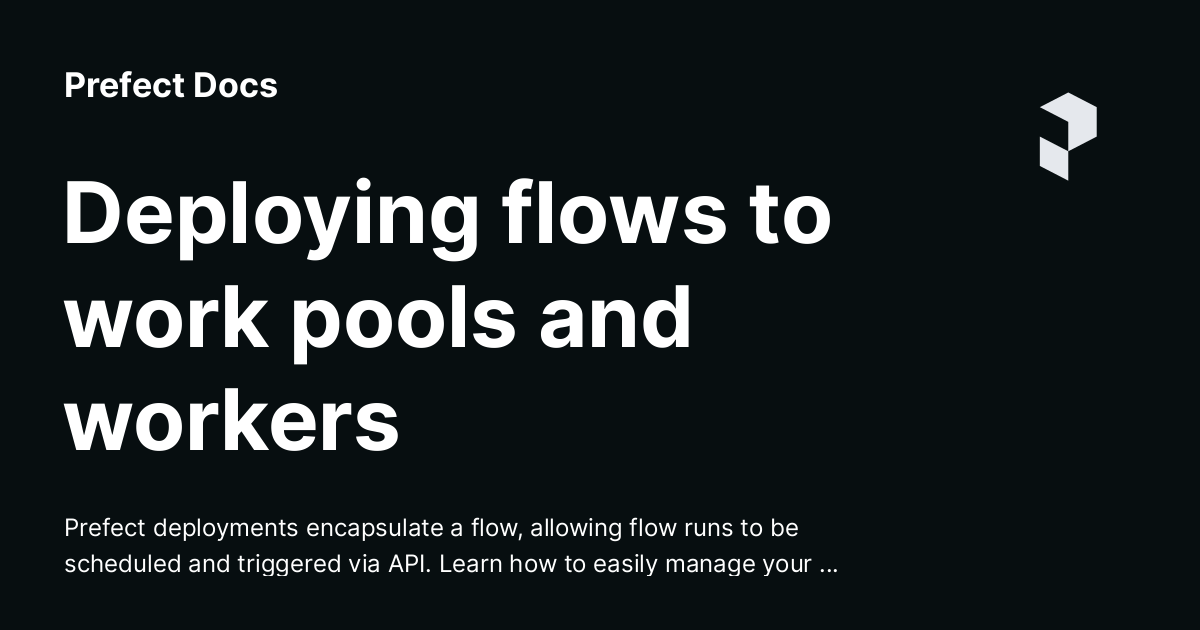 Prefect Docs
Deploying flows to
work pools and
workers
Prefect deployments encapsulate a flow, allowing flow runs to be
scheduled and triggered via API. Learn how to easily manage your ...